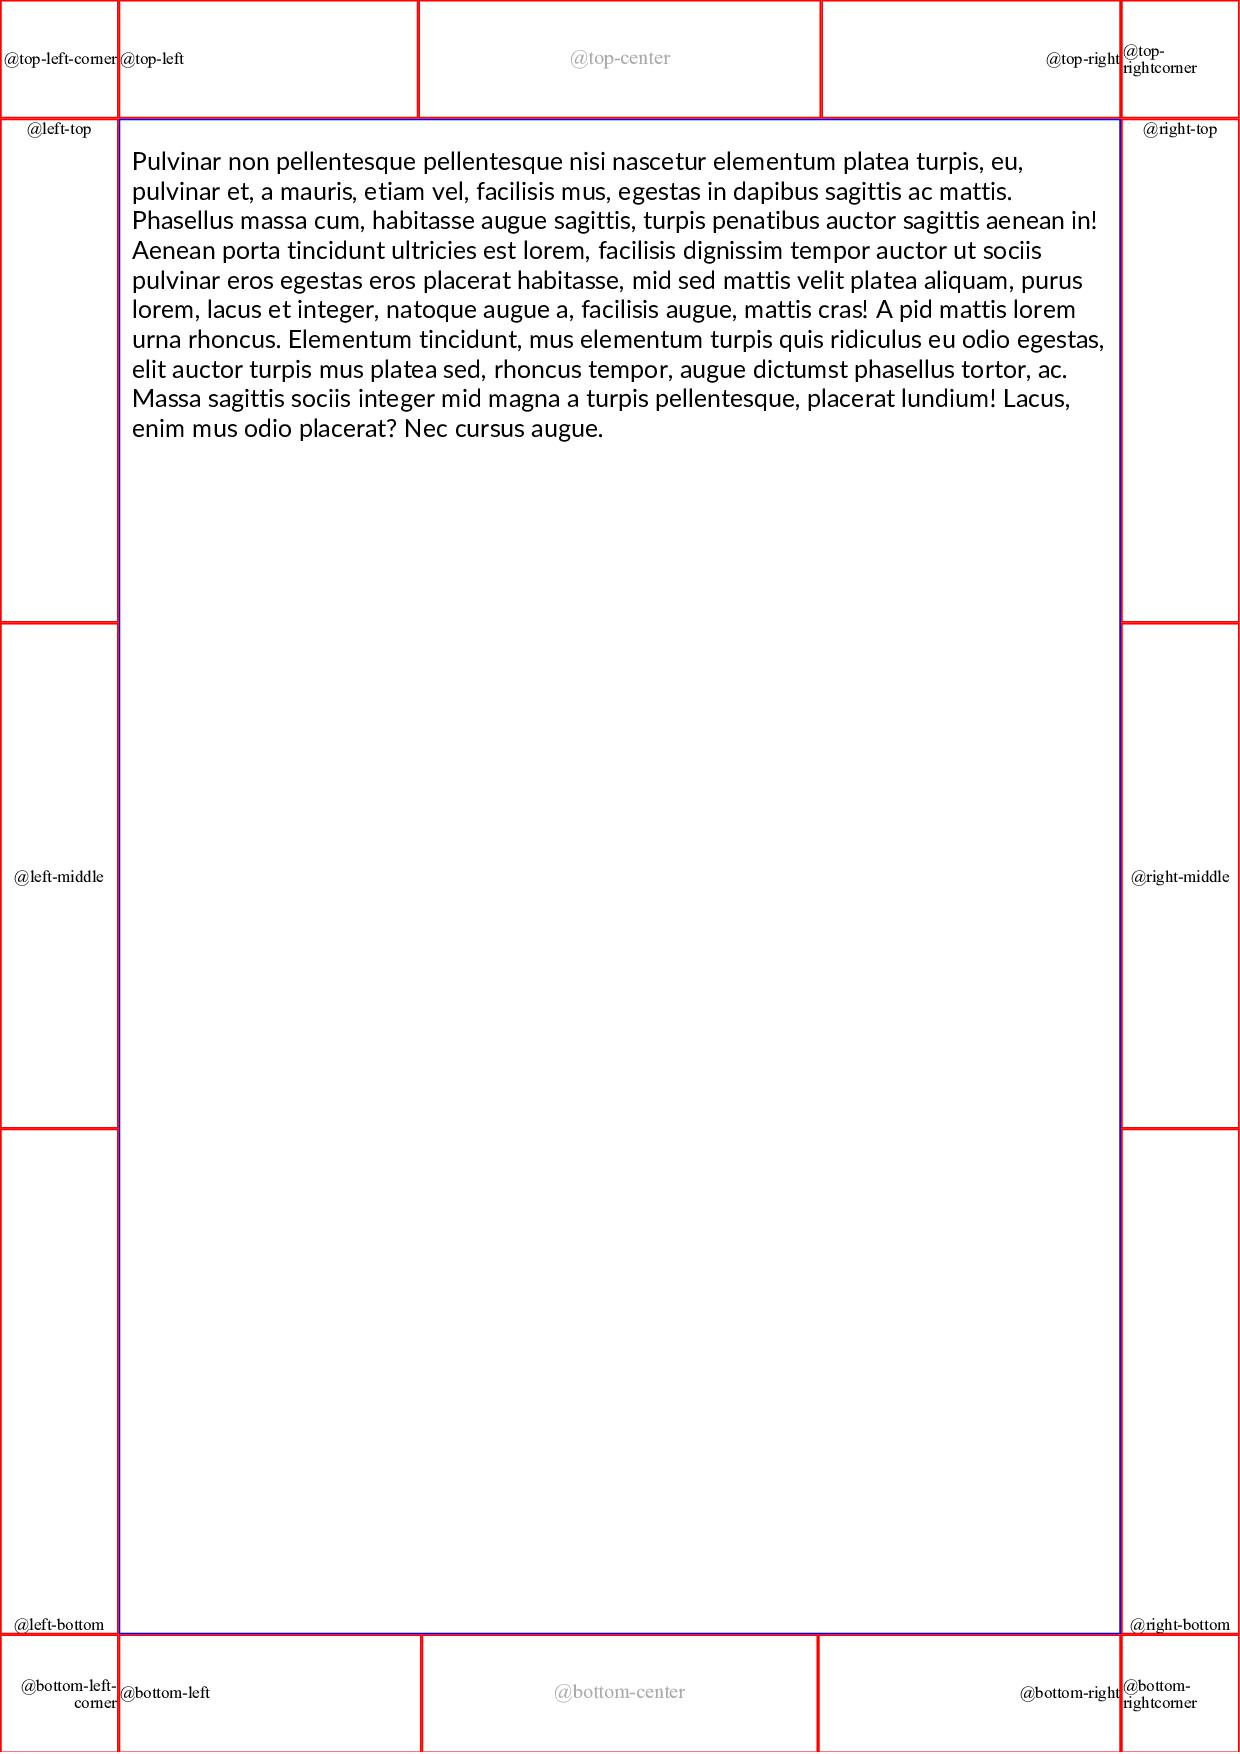 @top-left-corner
@top-left
@top-center
@top-right
@top-
rightcorner
@left-top
@right-top
Pulvinar non pellentesque pellentesque nisi nascetur elementum platea turpis, eu,
pulvinar et, a mauris, etiam vel, facilisis mus, egestas in dapibus sagittis ac mattis.
Phasellus massa cum, habitasse augue sagittis, turpis penatibus auctor sagittis aenean in!
Aenean porta tincidunt ultricies est lorem, facilisis dignissim tempor auctor ut sociis
pulvinar eros egestas eros placerat habitasse, mid sed mattis velit platea aliquam, purus
lorem, lacus et integer, natoque augue a, facilisis augue, mattis cras! A pid mattis lorem
urna rhoncus. Elementum tincidunt, mus elementum turpis quis ridiculus eu odio egestas,
elit auctor turpis mus platea sed, rhoncus tempor, augue dictumst phasellus tortor, ac.
Massa sagittis sociis integer mid magna a turpis pellentesque, placerat lundium! Lacus,
enim mus odio placerat? Nec cursus augue.
@left-middle
@right-middle
@left-bottom
@right-bottom
@bottom-left-
corner
@bottom-left
@bottom-center
@bottom-right
@bottom-
rightcorner